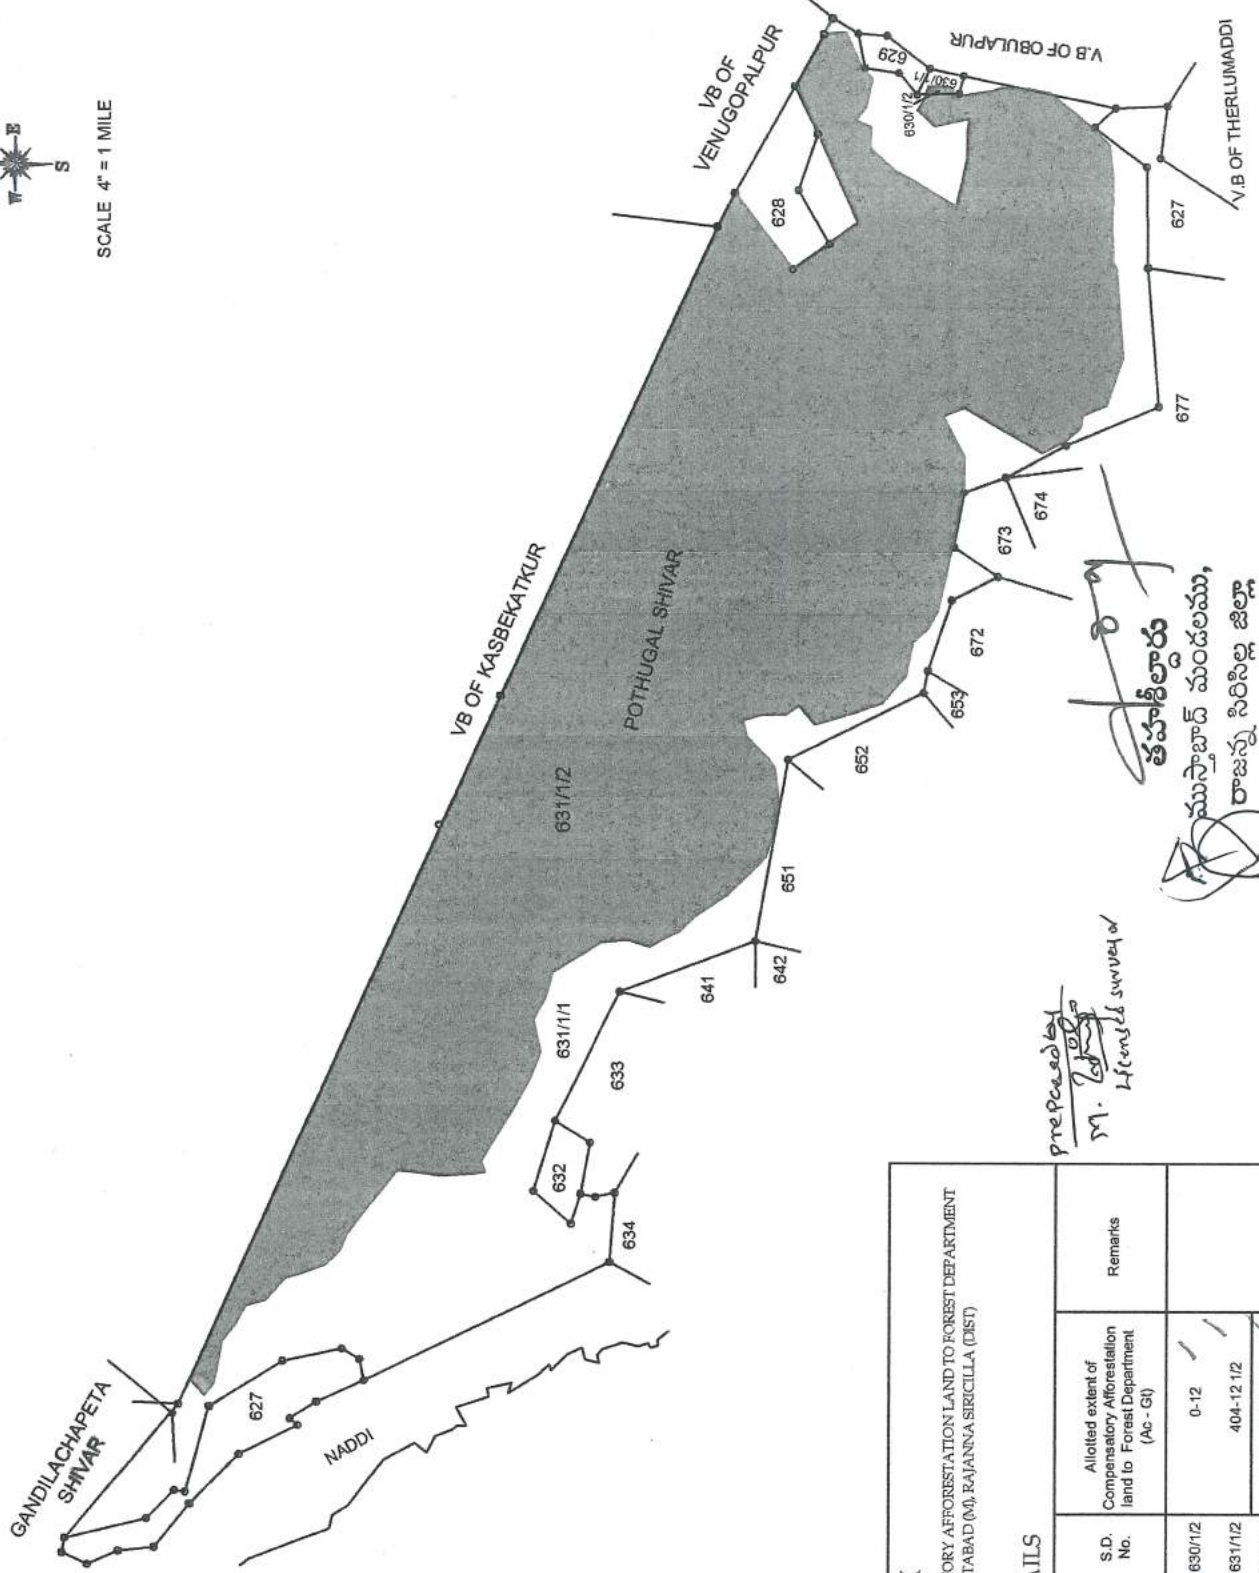 W E
S
SCALE 4" = 1 MILE
GANDILACHAPETA
SHIVAR
627
NADDI
634
632
633
631/1/1
641
642
651
652
653
672
673
674
677
627
631/1/2
POTHUGAL SHIVAR
VB OF KASBEKATKUR
VB OF
VENUGOPALPUR
628
629
630/1/1
630/1/2
V.B OF OBULAPUR
V.B OF THERLUMADDI
తహశీల్దారు
ముస్తాబాద్ మండలము,
రాజన్న సిరిసిల్ల జిల్లా
prepared by
M.
Licensed surveyor
ORY AFFORESTATION LAND TO FOREST DEPARTMENT
TABAD (M), RAJANNA SIRICILLA (DIST)
AILS
S.D.
No.
Allotted extent of
Compensatory Afforestation
land to Forest Department
(Ac - Gt)
Remarks
630/1/2 0-12
631/1/2 404-12 1/2